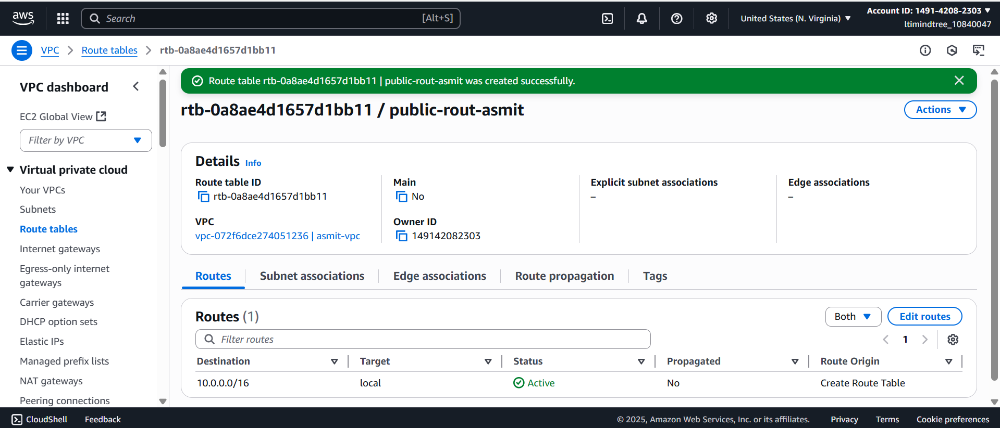 aws
Search [Alt+S]
United States (N. Virginia)
Account ID: 1491-4208-2303
ltimindtree_10840047
VPC
Route tables
rtb-0a8ae4d1657d1bb11
VPC dashboard
EC2 Global View
Filter by VPC
Virtual private cloud
Your VPCs
Subnets
Route tables
Internet gateways
Egress-only internet
gateways
Carrier gateways
DHCP option sets
Elastic IPs
Managed prefix lists
NAT gateways
Peering connections
Route table rtb-0a8ae4d1657d1bb11 | public-rout-asmit was created successfully.
rtb-0a8ae4d1657d1bb11 / public-rout-asmit
Actions
Details Info
Route table ID
rtb-0a8ae4d1657d1bb11
Main
No
Explicit subnet associations
–
Edge associations
–
VPC
vpc-072f6dce274051236 | asmit-vpc
Owner ID
149142082303
Routes Subnet associations Edge associations Route propagation Tags
Routes (1)
Both
Edit routes
Filter routes
1
Destination Target Status Propagated Route Origin
10.0.0.0/16 local Active No Create Route Table
CloudShell Feedback
© 2025, Amazon Web Services, Inc. or its affiliates. Privacy Terms Cookie preferences